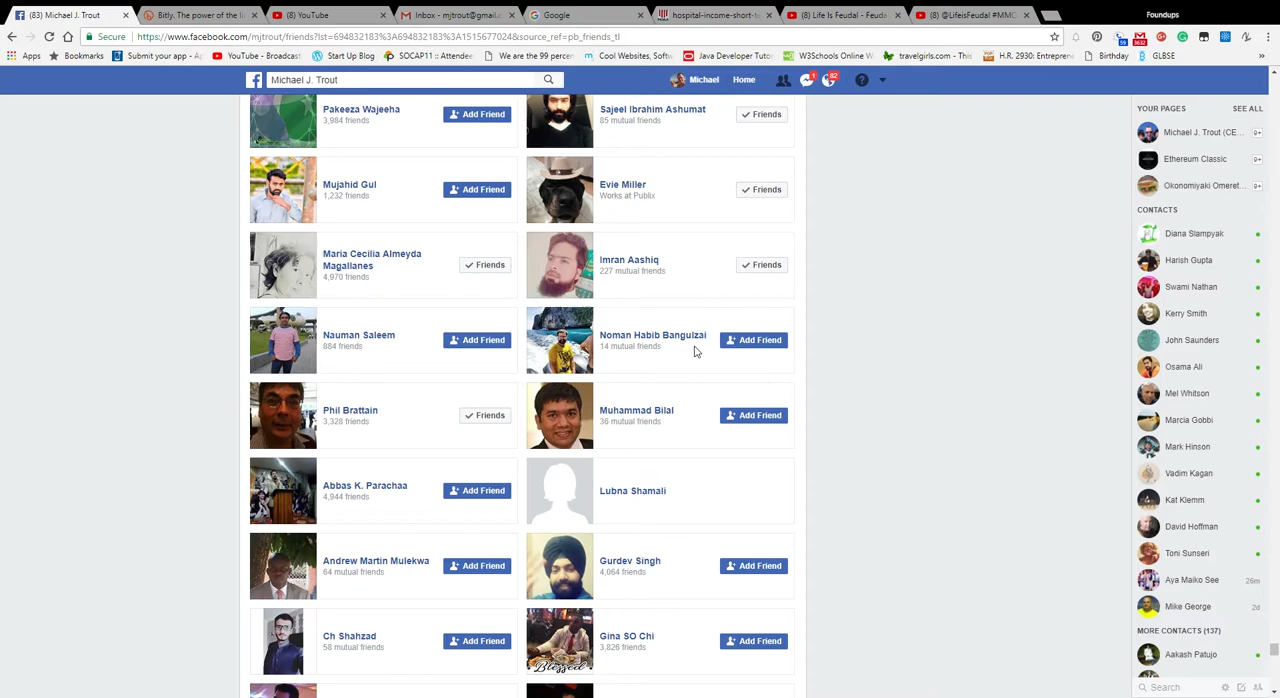 (83) Michael J. Trout
Bitly. The power of the li
(8) YouTube
Inbox - mjtrout@gmail.c
Google
hospital-income-short-t
(8) Life Is Feudal - Feuda
(8) @LifeisFeudal #MMO
Foundups
Secure
https://www.facebook.com/mjtrout/friends?lst=694832183%3A694832183%3A1515677024&source_ref=pb_friends_tl
59
3632
Apps
Bookmarks
Submit your app - Ap
YouTube - Broadcast
Start Up Blog
SOCAP11 :: Attendee
We are the 99 percen
Cool Websites, Softw
Java Developer Tuto
W3Schools Online W
travelgirls.com - This
H.R. 2930: Entreprene
Birthday
GLBSE
»
Michael J. Trout
Michael
Home
1
82
Pakeeza Wajeeha
3,984 friends
Add Friend
Sajeel Ibrahim Ashumat
85 mutual friends
Friends
Mujahid Gul
1,232 friends
Add Friend
Evie Miller
Works at Publix
Friends
Maria Cecilia Almeyda
Magallanes
4,970 friends
Friends
Imran Aashiq
227 mutual friends
Friends
Nauman Saleem
884 friends
Add Friend
Noman Habib Bangulzai
14 mutual friends
Add Friend
Phil Brattain
3,328 friends
Friends
Muhammad Bilal
36 mutual friends
Add Friend
Abbas K. Parachaa
4,944 friends
Add Friend
Lubna Shamali
Andrew Martin Mulekwa
64 mutual friends
Add Friend
Gurdev Singh
4,064 friends
Add Friend
Ch Shahzad
58 mutual friends
Add Friend
Gina SO Chi
3,826 friends
Add Friend
Blessed
YOUR PAGES
SEE ALL
Michael J. Trout (CE...
9+
Ethereum Classic
9+
Okonomiyaki Omeret...
9+
CONTACTS
Diana Slampyak
Harish Gupta
Swami Nathan
Kerry Smith
John Saunders
Osama Ali
Mel Whitson
Marcia Gobbi
Mark Hinson
Vadim Kagan
Kat Klemm
David Hoffman
Toni Sunseri
Aya Maiko See
26m
Mike George
2d
MORE CONTACTS (137)
Aakash Patujo
Search